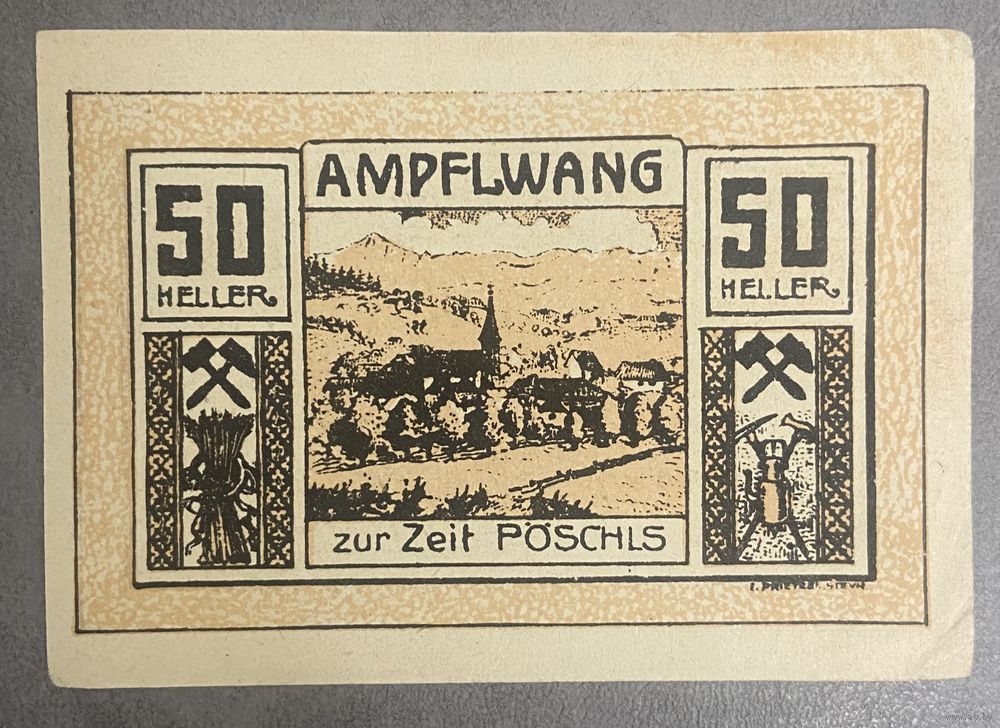 AMPFLWANG
50
HELLER
50
HELLER
zur Zeit PÖSCHLS